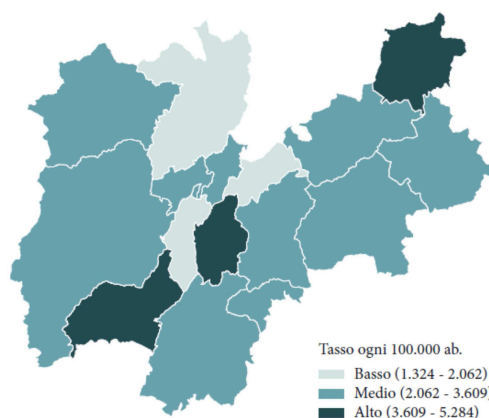 Tasso ogni 100.000 ab.
Basso (1.324 - 2.062)
Medio (2.062 - 3.609)
Alto (3.609 - 5.284)